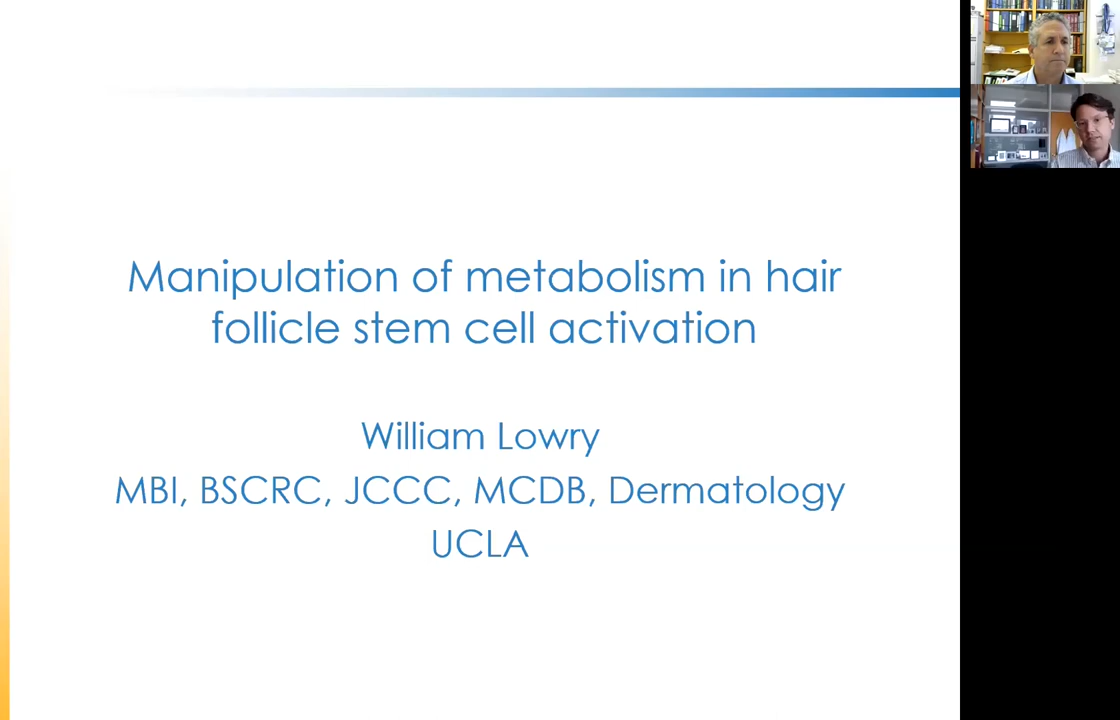 Manipulation of metabolism in hair
follicle stem cell activation
William Lowry
MBI, BSCRC, JCCC, MCDB, Dermatology
UCLA